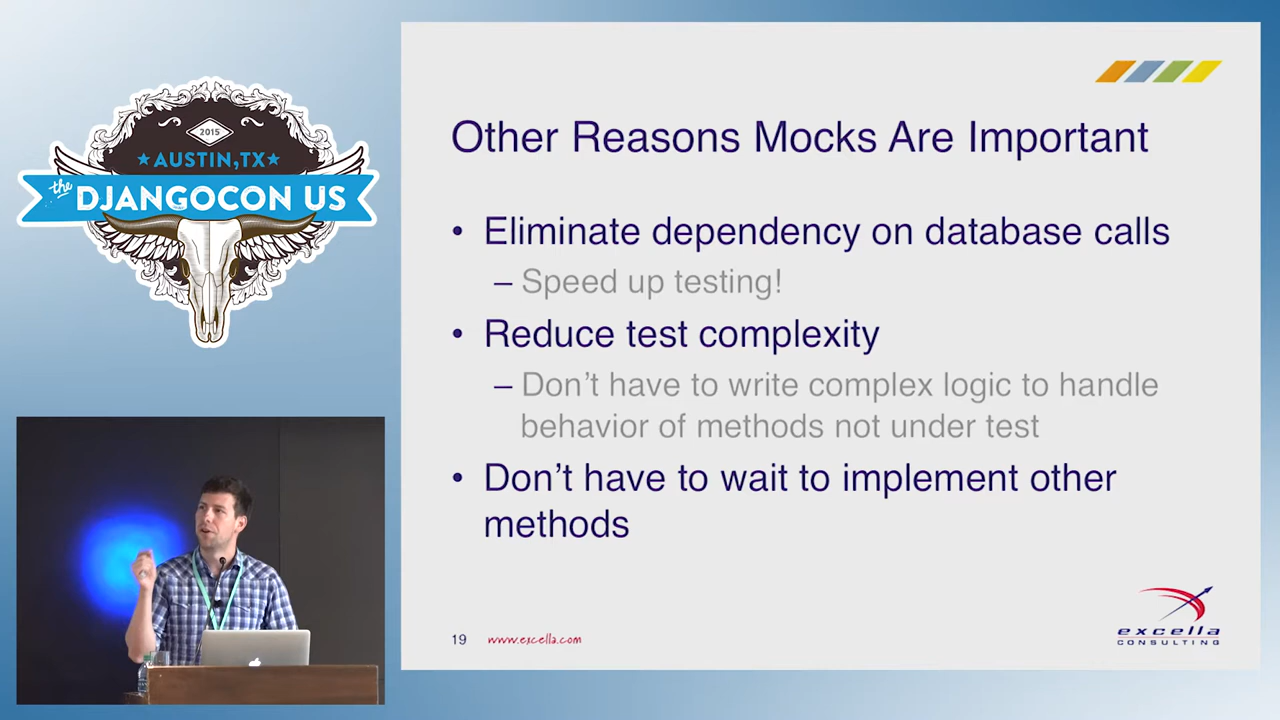 2015
★AUSTIN,TX★
the DJANGOCON US
Other Reasons Mocks Are Important
• Eliminate dependency on database calls
– Speed up testing!
• Reduce test complexity
– Don’t have to write complex logic to handle
behavior of methods not under test
• Don’t have to wait to implement other
methods
19 www.excella.com
excella
CONSULTING